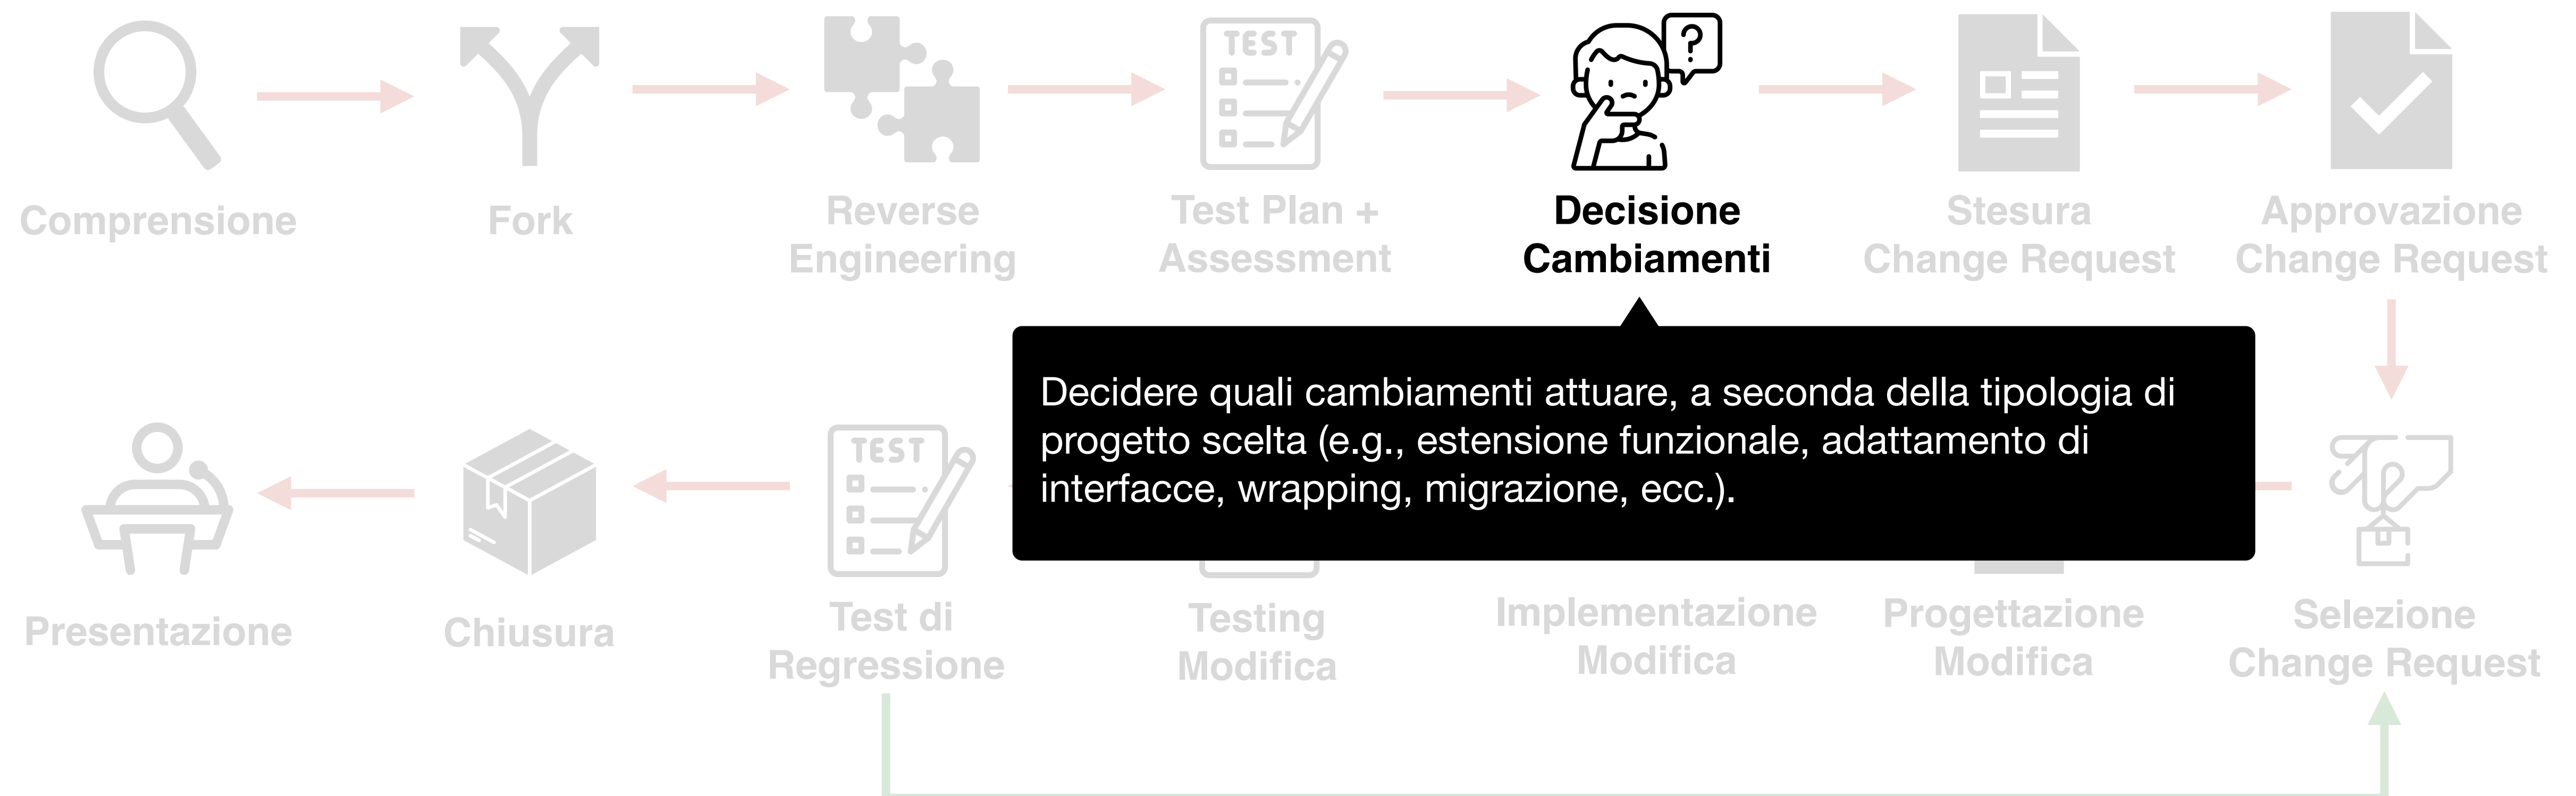 TEST
?
Comprensione
Fork
Reverse
Engineering
Test Plan +
Assessment
Decisione
Cambiamenti
Stesura
Change Request
Approvazione
Change Request
Decidere quali cambiamenti attuare, a seconda della tipologia di
progetto scelta (e.g., estensione funzionale, adattamento di
interfacce, wrapping, migrazione, ecc.).
TEST
Presentazione
Chiusura
Test di
Regressione
Testing
Modifica
Implementazione
Modifica
Progettazione
Modifica
Selezione
Change Request